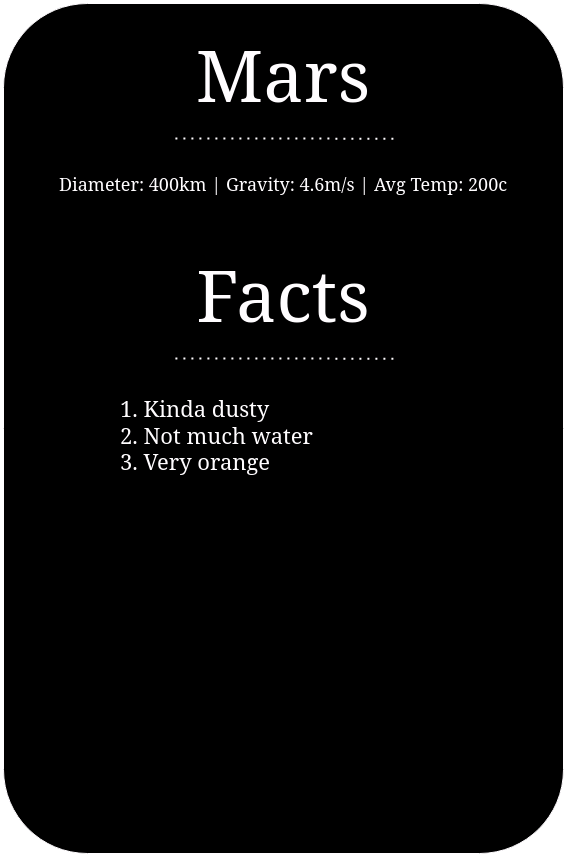 Mars
Diameter: 400km | Gravity: 4.6m/s | Avg Temp: 200c
Facts
1. Kinda dusty
2. Not much water
3. Very orange